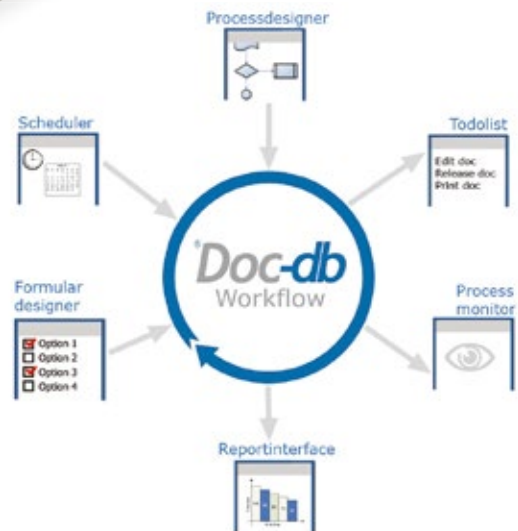 Processdesigner
Scheduler
Todolist
Edit doc
Release doc
Print doc
®Doc-db
Workflow
Formular
designer
Option 1
Option 2
Option 3
Option 4
Process
monitor
Reportinterface